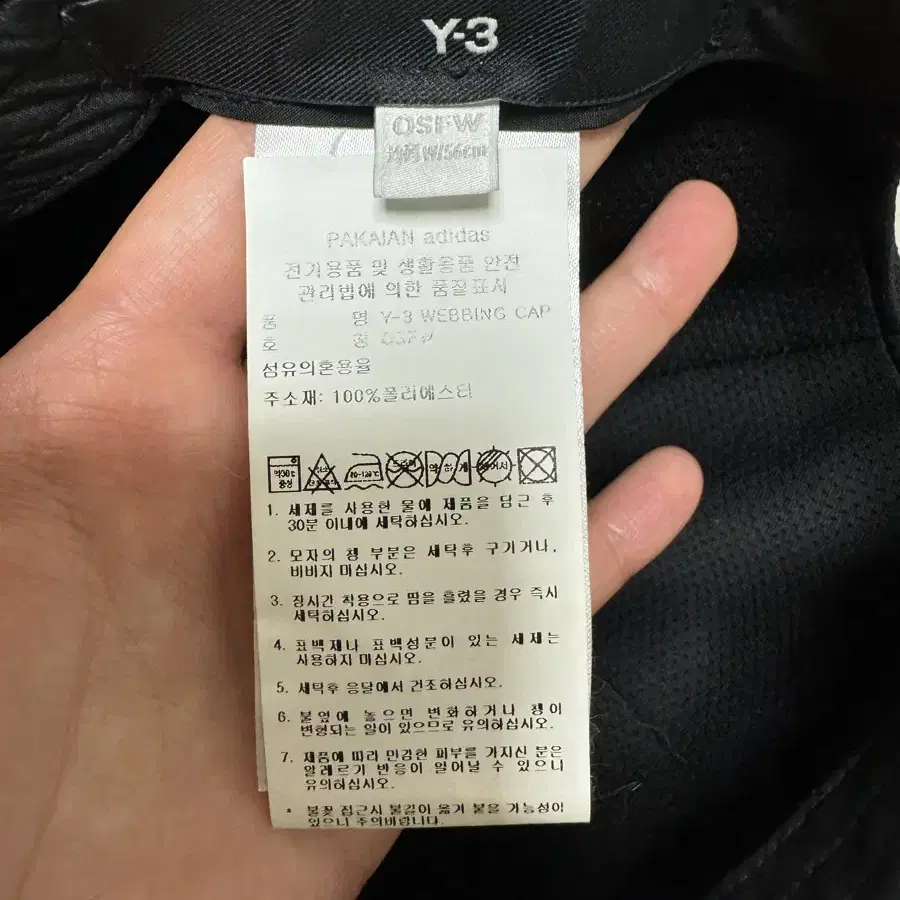 Y-3
OSFW
W/56cm
PAKAIAN adidas
전기용품 및 생활용품 안전
관리법에 의한 품질표시
품 명 Y-3 WEBBING CAP
호 칭 OSFW
섬유의혼용율
주소재: 100%폴리에스터
약하게
1. 세제를 사용한 물에 제품을 담근 후
30분 이내에 세탁하십시오.
2. 모자의 챙 부분은 세탁후 구기거나,
비비지 마십시오.
3. 장시간 착용으로 땀을 흘렸을 경우 즉시
세탁하십시오.
4. 표백제나 표백성분이 있는 세제는
사용하지 마십시오.
5. 세탁후 응달에서 건조하십시오.
6. 불옆에 놓으면 변화하거나 챙이
변형되는 일이 있으므로 유의하십시오.
7. 제품에 따라 민감한 피부를 가지신 분은
알레르기 반응이 일어날 수 있으니
유의하십시오.
* 불꽃 접근시 불길이 옮겨 붙을 가능성이
있으니 주의바랍니다.